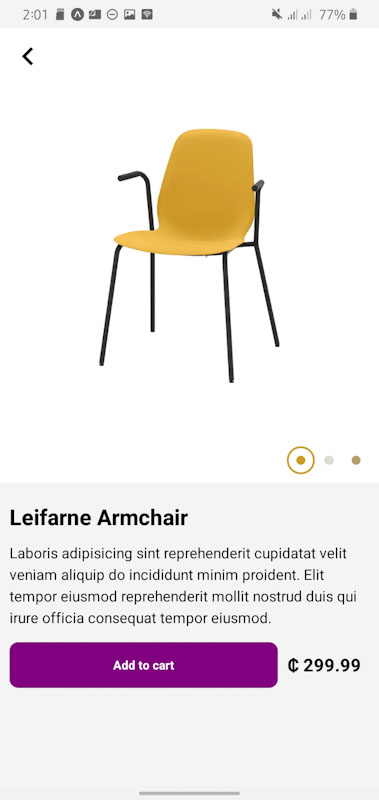 2:01
77%
Leifarne Armchair
Laboris adipisicing sint reprehenderit cupidatat velit
veniam aliquip do incididunt minim proident. Elit
tempor eiusmod reprehenderit mollit nostrud duis qui
irure officia consequat tempor eiusmod.
Add to cart
₵ 299.99